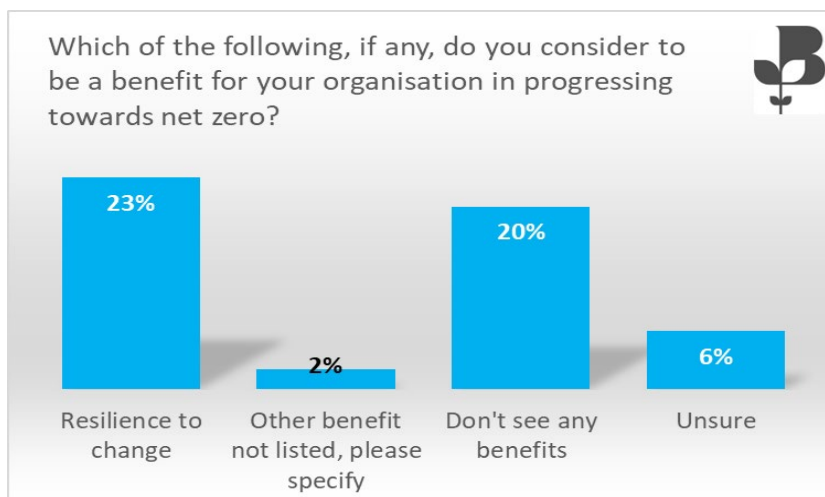 Which of the following, if any, do you consider to
be a benefit for your organisation in progressing
towards net zero?
23%
2%
20%
6%
Resilience to
change
Other benefit
not listed, please
specify
Don't see any
benefits
Unsure